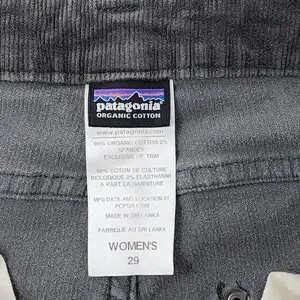 patagonia
ORGANIC COTTON
www.patagonia.com
98% ORGANIC COTTON 2%
SPANDEX
EXCLUSIVE OF TRIM
98% COTON DE CULTURE
BIOLOGIQUE 2% ELASTHANNE
A PART LA GARNITURE
MFG DATE AND LOCATION AT
PCFSIA.COM
MADE IN SRI LANKA
FABRIQUÉ AU SRI LANKA
WOMEN'S
29